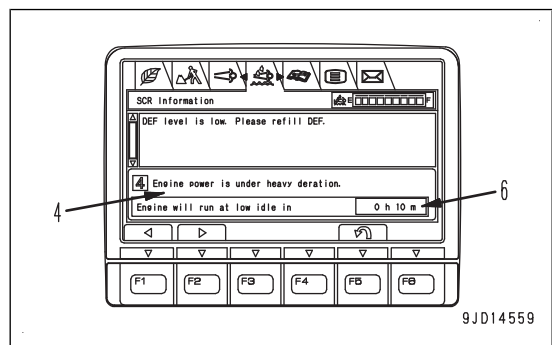 SCR Information
E F
DEF level is low. Please refill DEF.
4 Engine power is under heavy deration.
Engine will run at low idle in 0 h 10 m
4
6
F1 F2 F3 F4 F5 F6
9JD14559